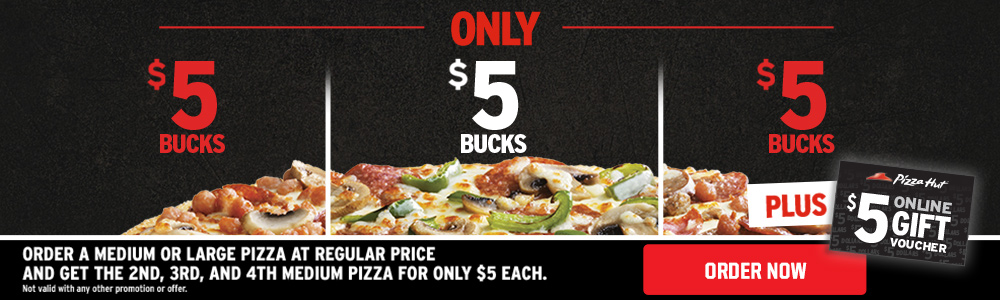 ONLY
$5
BUCKS
$5
BUCKS
$5
BUCKS
PLUS
Pizza Hut
$5 ONLINE
GIFT
VOUCHER
ORDER A MEDIUM OR LARGE PIZZA AT REGULAR PRICE
AND GET THE 2ND, 3RD, AND 4TH MEDIUM PIZZA FOR ONLY $5 EACH.
Not valid with any other promotion or offer.
ORDER NOW